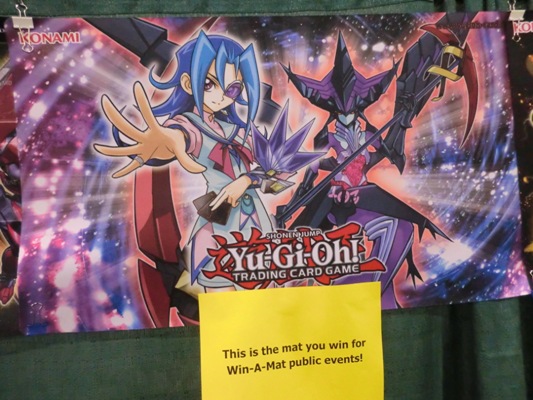 KONAMI
KONAMI
SHONEN JUMP
Yu-Gi-Oh!
TRADING CARD GAME
This is the mat you win for
Win-A-Mat public events!